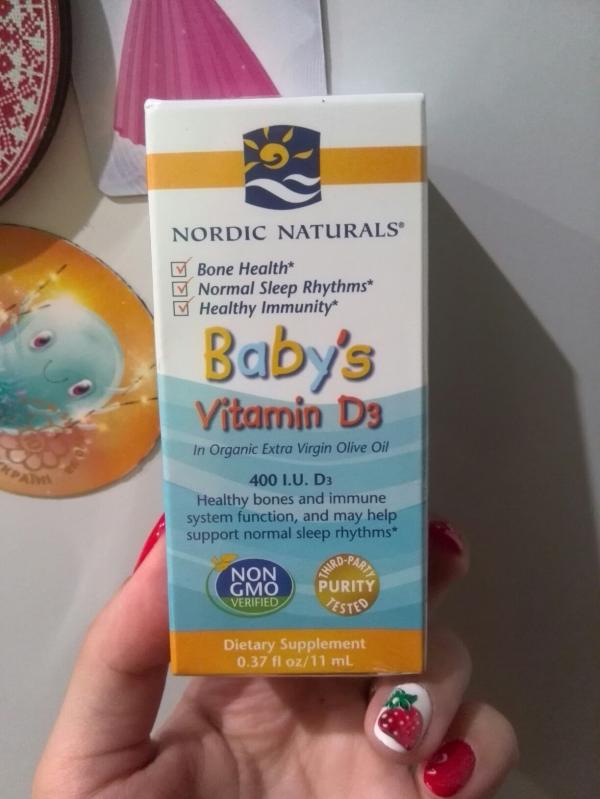 NORDIC NATURALS®
Bone Health*
Normal Sleep Rhythms*
Healthy Immunity*
Baby's
Vitamin D3
In Organic Extra Virgin Olive Oil
400 I.U. D3
Healthy bones and immune
system function, and may help
support normal sleep rhythms*
NON
GMO
VERIFIED
THIRD-PARTY
PURITY
TESTED
Dietary Supplement
0.37 fl oz/11 mL